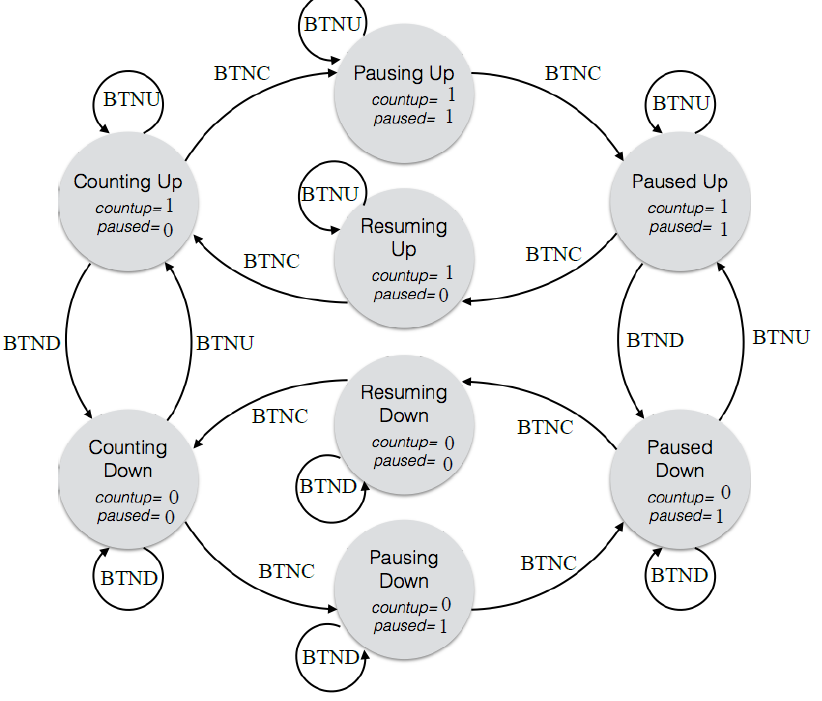 BTNU
Pausing Up
countup= 1
paused= 1
BTNC
BTNC
BTNU
BTNU
Counting Up
countup= 1
paused= 0
Paused Up
countup= 1
paused= 1
BTNU
Resuming
Up
countup= 1
paused= 0
BTNC
BTNC
BTND
BTNU
BTND
BTNU
Resuming
Down
countup= 0
paused= 0
BTNC
BTNC
Counting
Down
countup= 0
paused= 0
Paused
Down
countup= 0
paused= 1
BTND
Pausing
Down
countup= 0
paused= 1
BTNC
BTNC
BTND
BTND
BTND